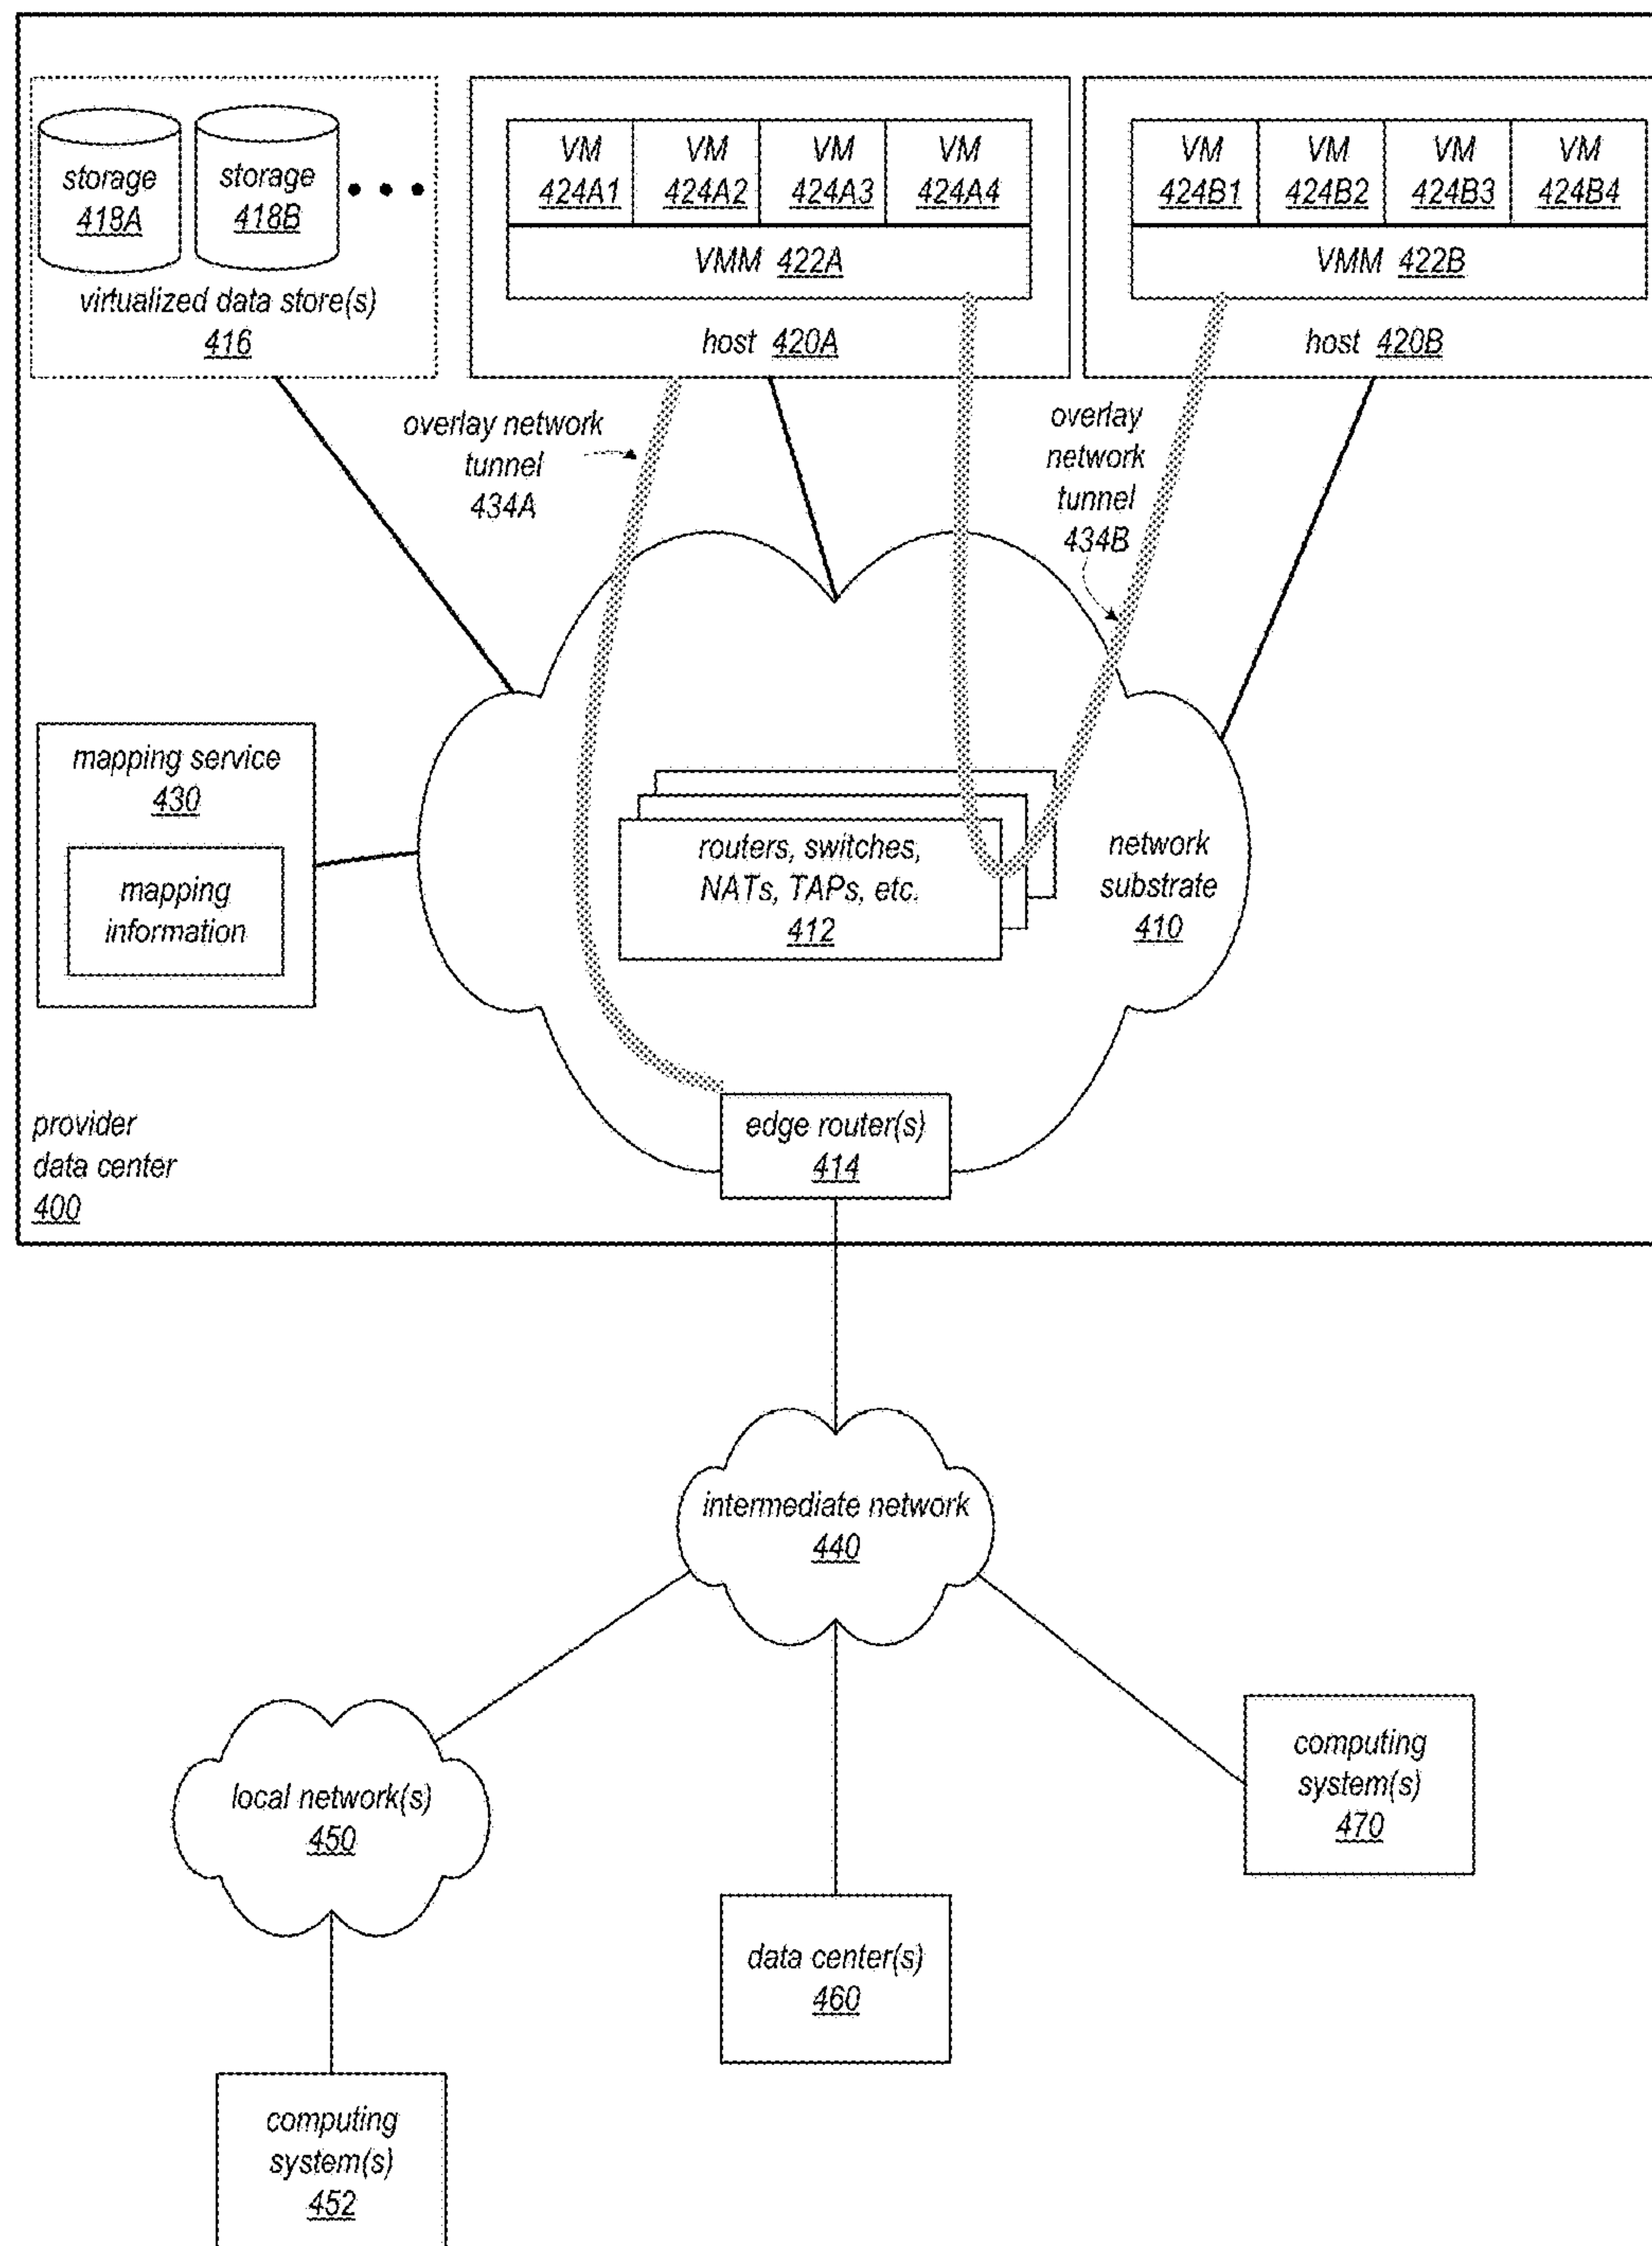 storage
418A
storage
418B
virtualized data store(s)
416
VM
424A1
VM
424A2
VM
424A3
VM
424A4
VMM 422A
host 420A
VM
424B1
VM
424B2
VM
424B3
VM
424B4
VMM 422B
host 420B
overlay network
tunnel
434A
overlay
network
tunnel
434B
mapping service
430
mapping
information
routers, switches,
NATs, TAPs, etc.
412
network
substrate
410
edge router(s)
414
provider
data center
400
intermediate network
440
local network(s)
450
computing
system(s)
470
data center(s)
460
computing
system(s)
452